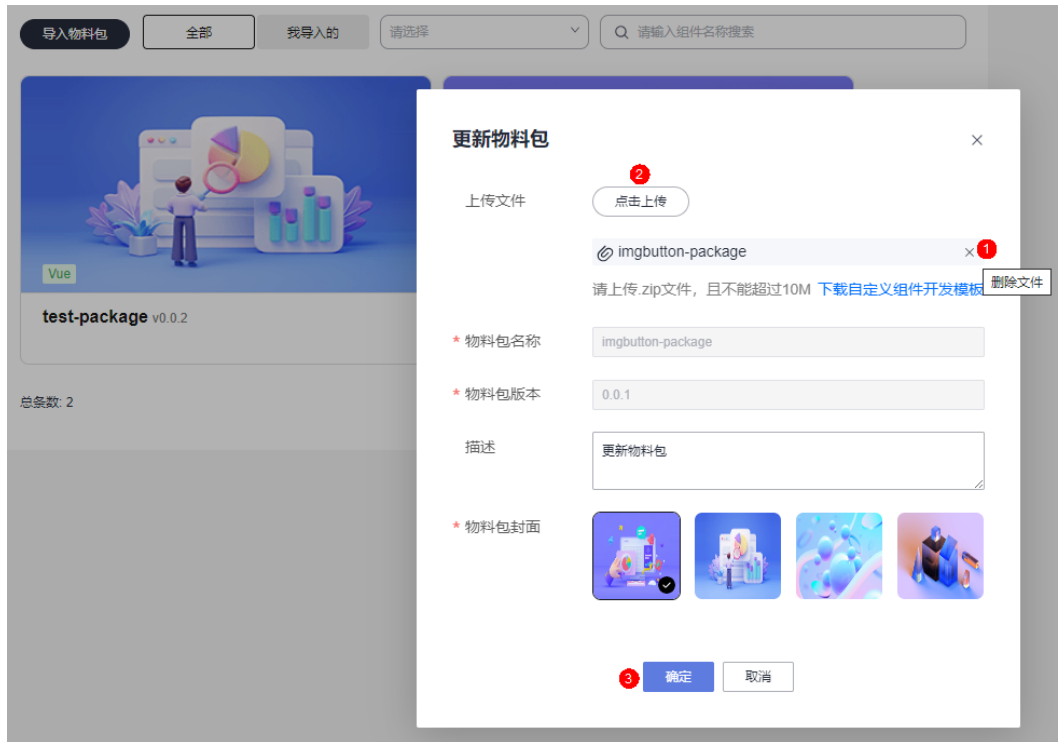 导入物料包 全部 我导入的 请选择 请输入组件名称搜索
更新物料包
2
上传文件 点击上传
imgbutton-package 1
删除文件
请上传.zip文件，且不能超过10M 下载自定义组件开发模板
Vue
test-package v0.0.2
* 物料包名称 imgbutton-package
* 物料包版本 0.0.1
总条数: 2
描述 更新物料包
* 物料包封面
3 确定 取消